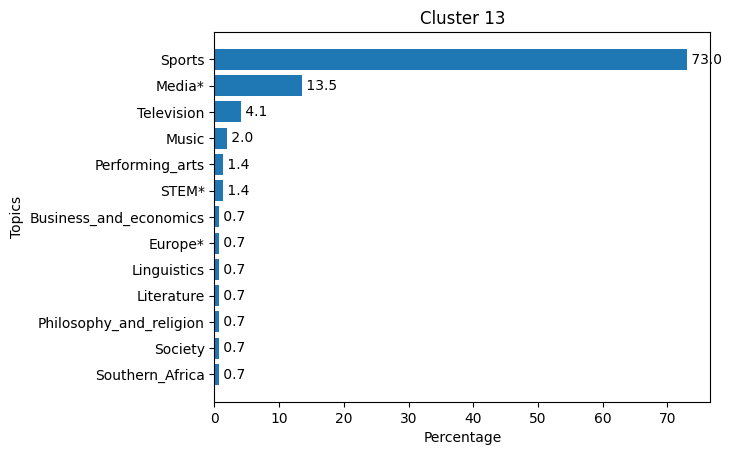 Cluster 13
Topics
Sports 73.0
Media* 13.5
Television 4.1
Music 2.0
Performing_arts 1.4
STEM* 1.4
Business_and_economics 0.7
Europe* 0.7
Linguistics 0.7
Literature 0.7
Philosophy_and_religion 0.7
Society 0.7
Southern_Africa 0.7
0 10 20 30 40 50 60 70
Percentage